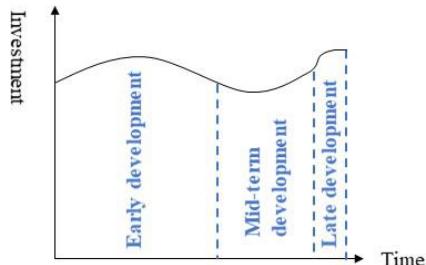 Investment
Early development
Mid-term
development
Late development
Time